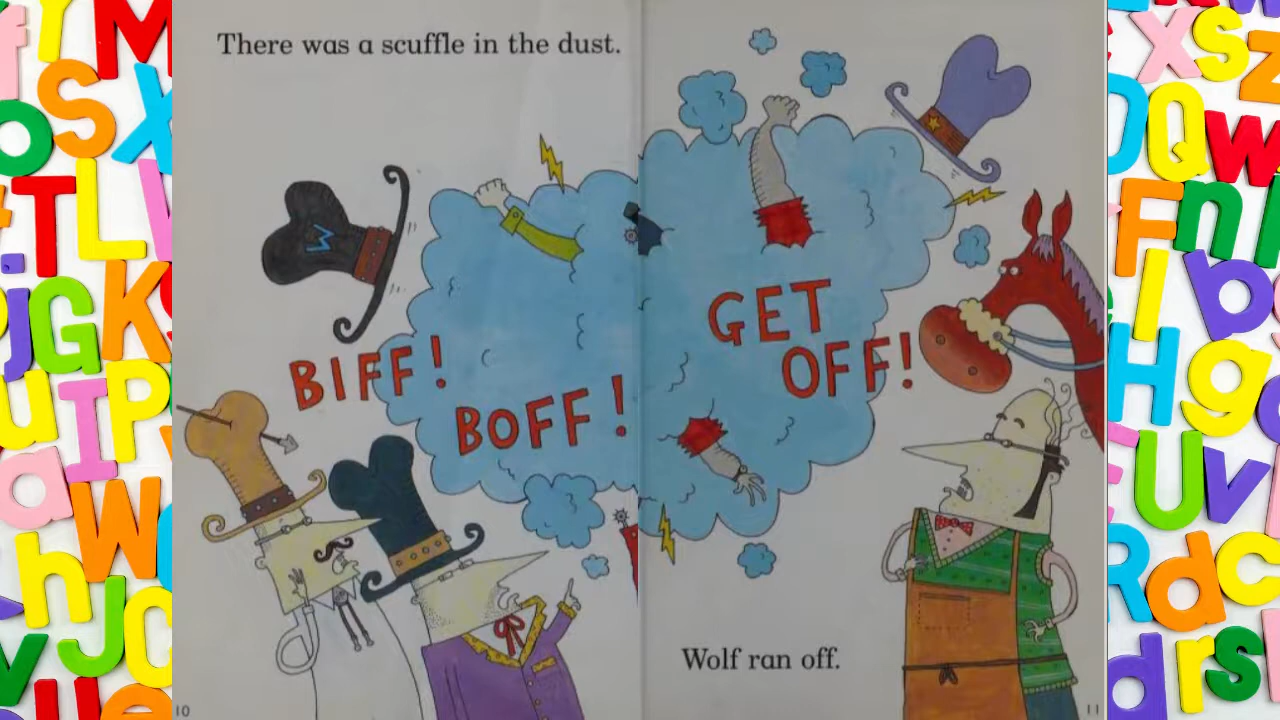 There was a scuffle in the dust.
W
BIFF!
BOFF!
GET
OFF!
Wolf ran off.
10
11